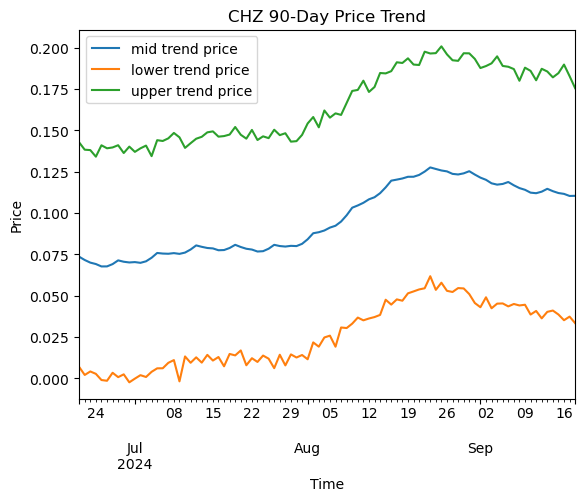 CHZ 90-Day Price Trend
mid trend price
lower trend price
upper trend price
Price
0.200
0.175
0.150
0.125
0.100
0.075
0.050
0.025
0.000
24 08 15 22 29 05 12 19 26 02 09 16
Jul Aug Sep
2024
Time